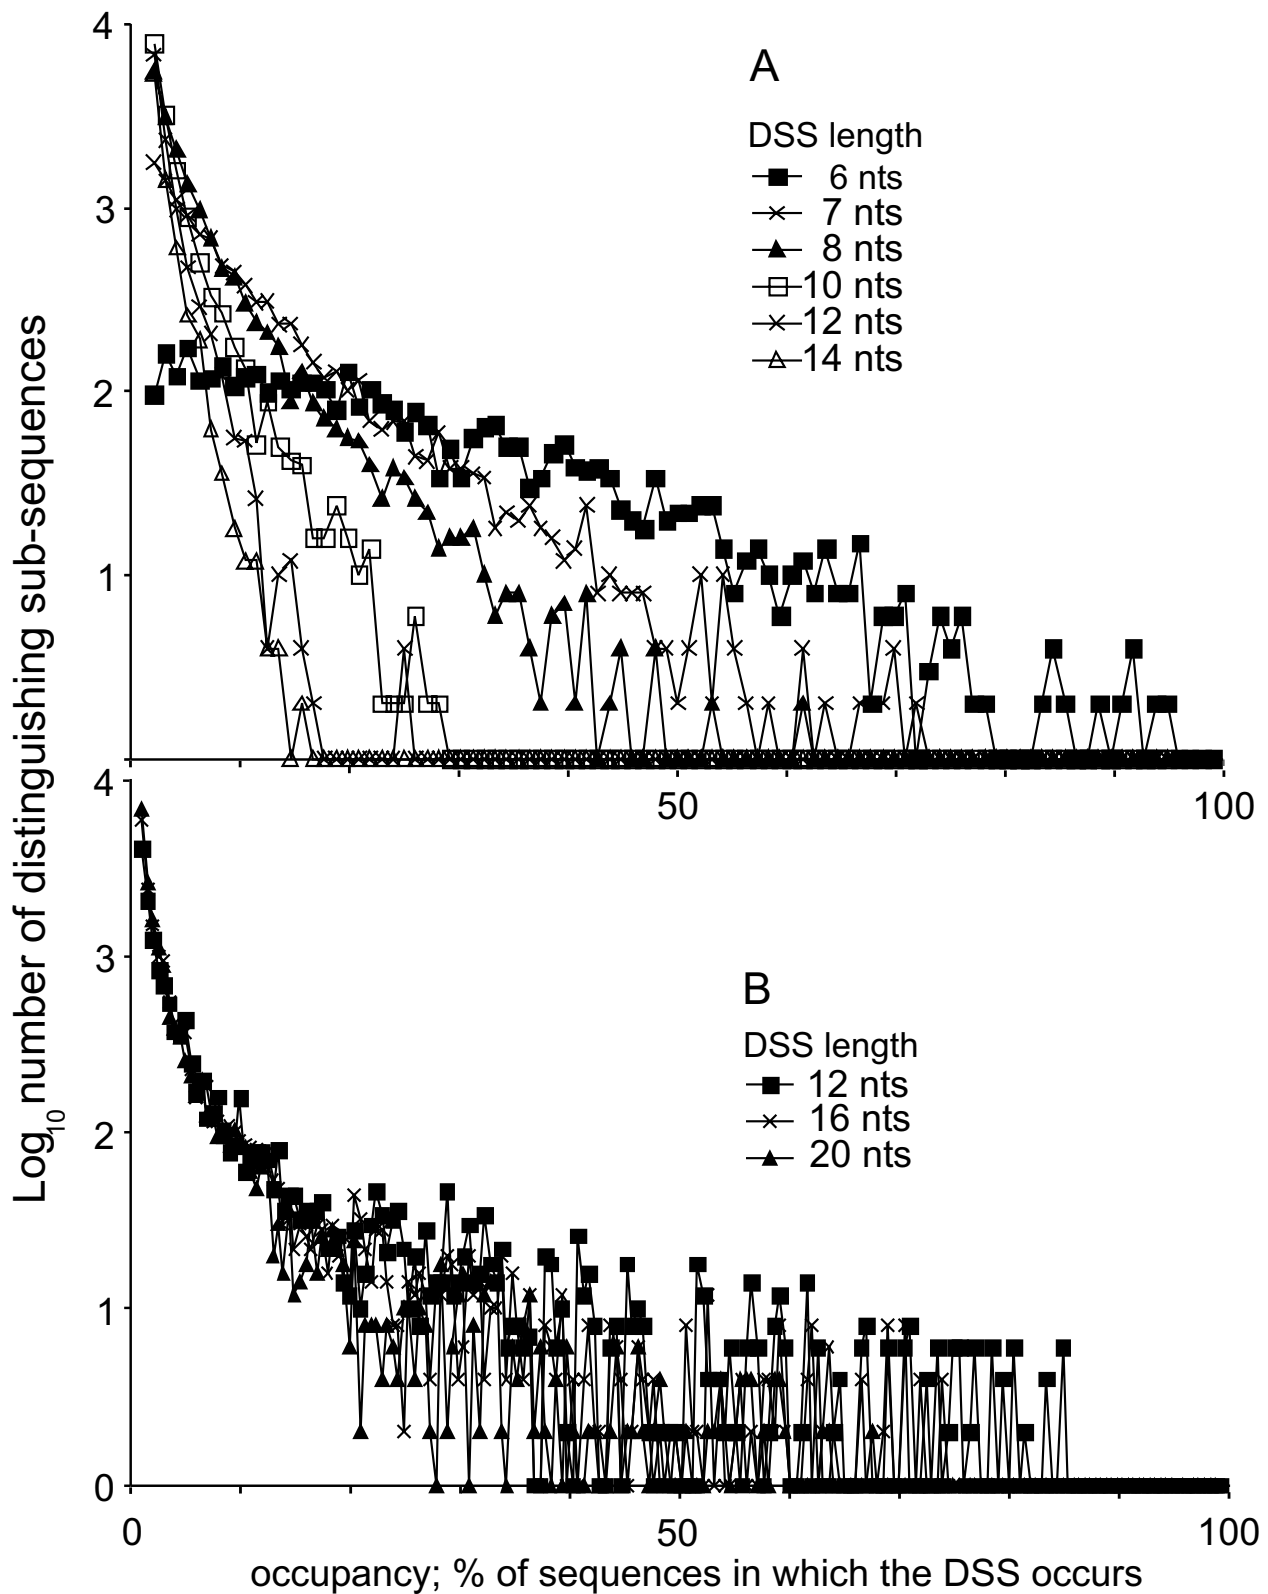 4
A
DSS length
6 nts
7 nts
8 nts
3
10 nts
12 nts
14 nts
2
1
50
100
4
3
B
DSS length
12 nts
16 nts
20 nts
2
1
0
0
50
100
Log10 number of distinguishing sub-sequences
occupancy; % of sequences in which the DSS occurs